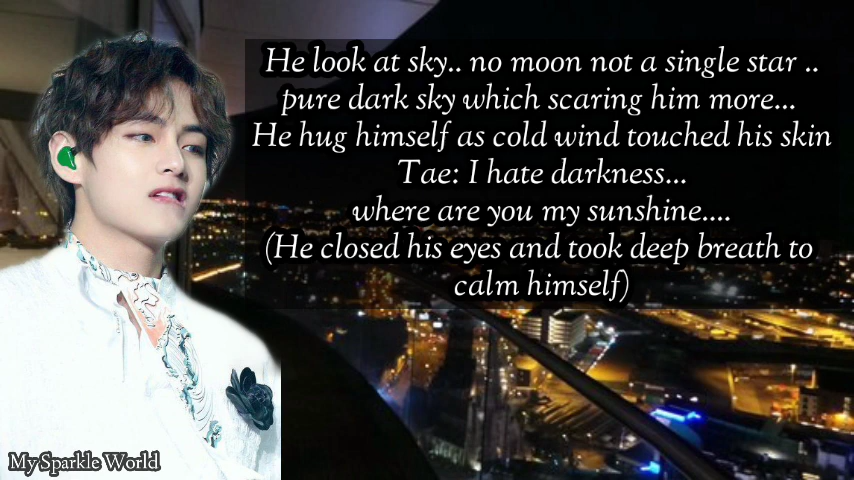 He look at sky.. no moon not a single star ..
pure dark sky which scaring him more...
He hug himself as cold wind touched his skin
Tae: I hate darkness...
where are you my sunshine....
(He closed his eyes and took deep breath to
calm himself)
My Sparkle World